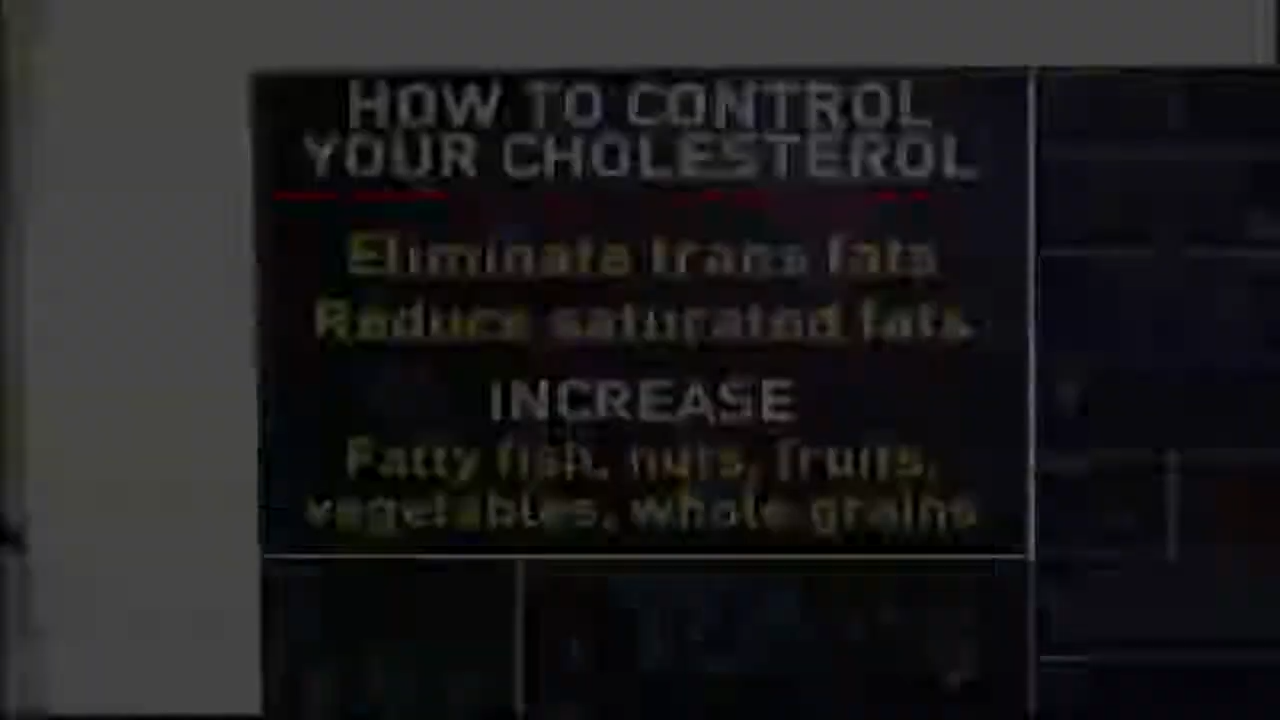 HOW TO CONTROL
YOUR CHOLESTEROL
Eliminate trans fats
Reduce saturated fats
INCREASE
Fatty fish, nuts, fruits,
vegetables, whole grains